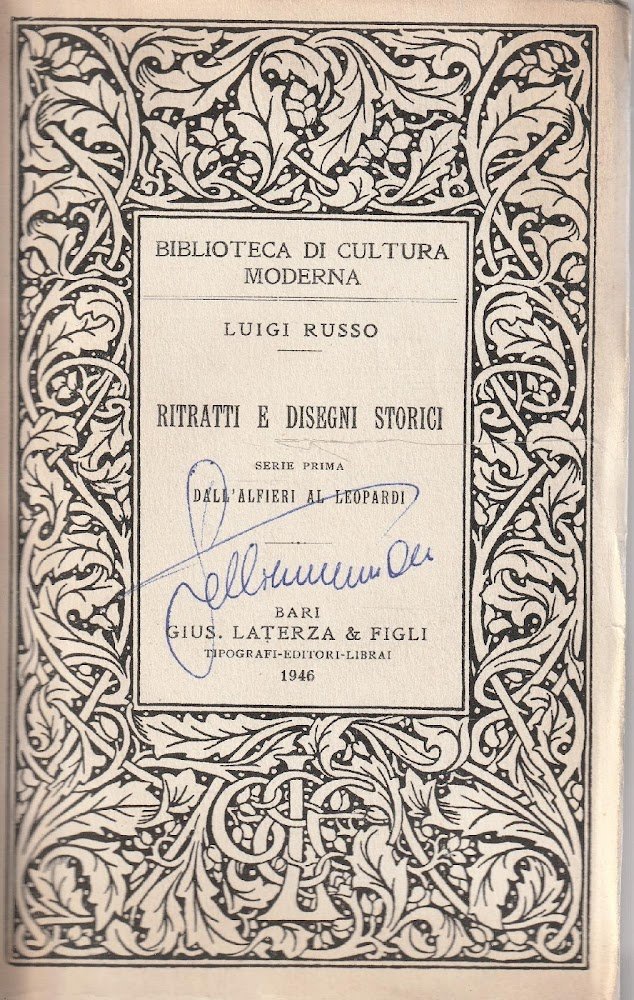 BIBLIOTECA DI CULTURA
MODERNA
LUIGI RUSSO
RITRATTI E DISEGNI STORICI
SERIE PRIMA
DALL'ALFIERI AL LEOPARDI
BARI
GIUS. LATERZA & FIGLI
TIPOGRAFI-EDITORI-LIBRAI
1946